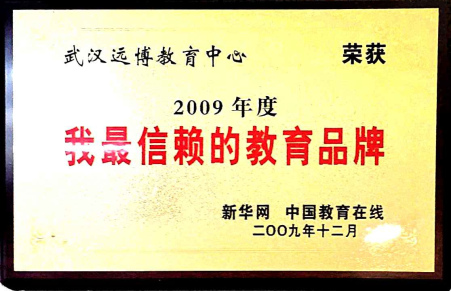 武汉远博教育中心 荣获
2009年度
我最信赖的教育品牌
新华网 中国教育在线
二〇〇九年十二月